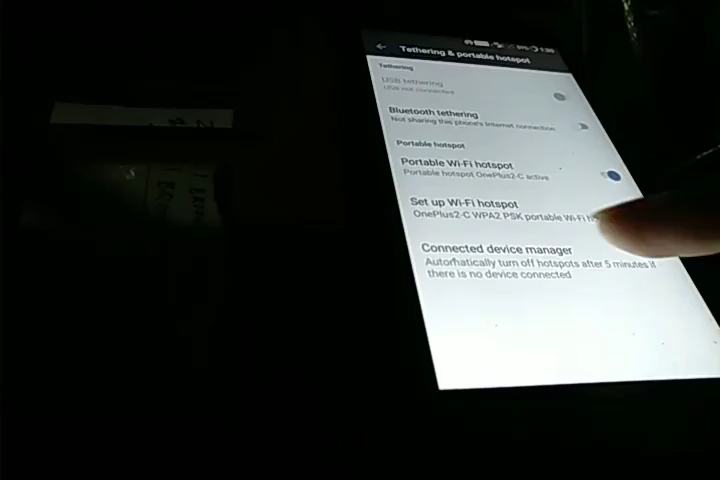 Tethering & portable hotspot
Tethering
USB tethering
USB not connected
Bluetooth tethering
Not sharing this phone's Internet connection
Portable hotspot
Portable Wi-Fi hotspot
Portable hotspot OnePlus2-C active
Set up Wi-Fi hotspot
OnePlus2-C WPA2 PSK portable Wi-Fi
Connected device manager
Automatically turn off hotspots after 5 minutes if
there is no device connected